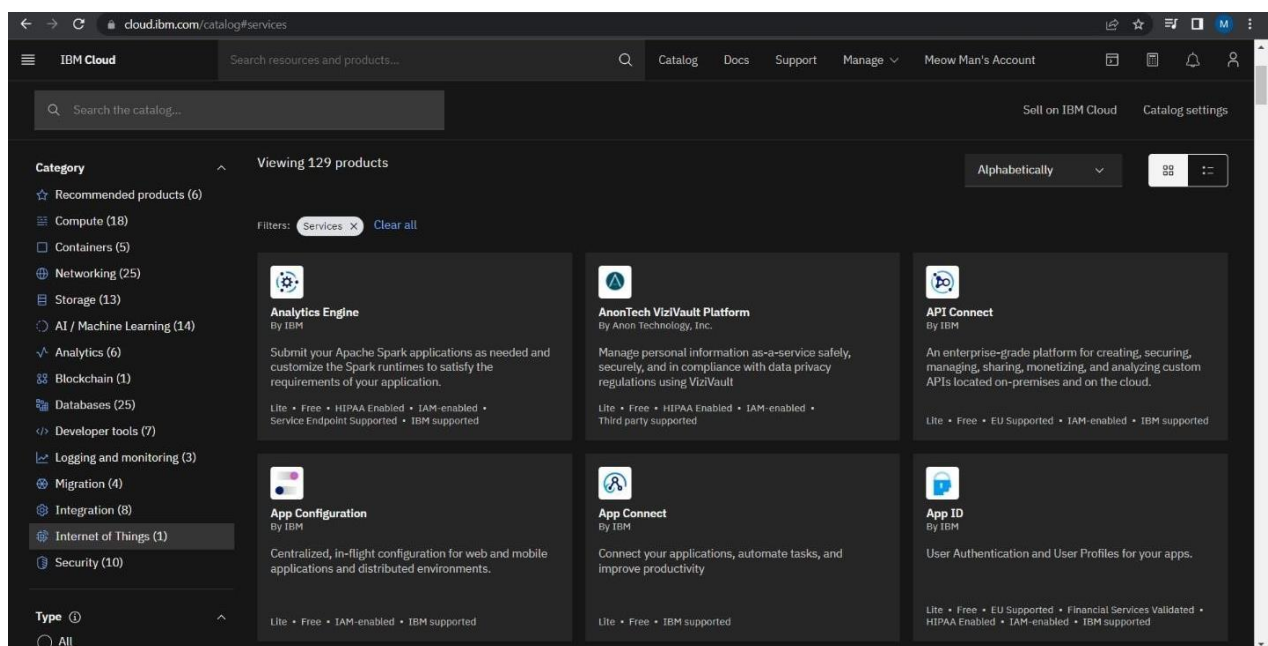 cloud.ibm.com/catalog#services
M
IBM Cloud
Search resources and products...
Catalog
Docs
Support
Manage
Meow Man's Account
Search the catalog...
Sell on IBM Cloud
Catalog settings
Category
Recommended products (6)
Compute (18)
Containers (5)
Networking (25)
Storage (13)
AI / Machine Learning (14)
Analytics (6)
Blockchain (1)
Databases (25)
Developer tools (7)
Logging and monitoring (3)
Migration (4)
Integration (8)
Internet of Things (1)
Security (10)
Type
All
Viewing 129 products
Alphabetically
Filters: Services X Clear all
Analytics Engine
By IBM
Submit your Apache Spark applications as needed and
customize the Spark runtimes to satisfy the
requirements of your application.
Lite • Free • HIPAA Enabled • IAM-enabled •
Service Endpoint Supported • IBM supported
AnonTech ViziVault Platform
By Anon Technology, Inc.
Manage personal information as-a-service safely,
securely, and in compliance with data privacy
regulations using ViziVault
Lite • Free • HIPAA Enabled • IAM-enabled •
Third party supported
API Connect
By IBM
An enterprise-grade platform for creating, securing,
managing, sharing, monetizing, and analyzing custom
APIs located on-premises and on the cloud.
Lite • Free • EU Supported • IAM-enabled • IBM supported
App Configuration
By IBM
Centralized, in-flight configuration for web and mobile
applications and distributed environments.
Lite • Free • IAM-enabled • IBM supported
App Connect
By IBM
Connect your applications, automate tasks, and
improve productivity
Lite • Free • IBM supported
App ID
By IBM
User Authentication and User Profiles for your apps.
Lite • Free • EU Supported • Financial Services Validated •
HIPAA Enabled • IAM-enabled • IBM supported